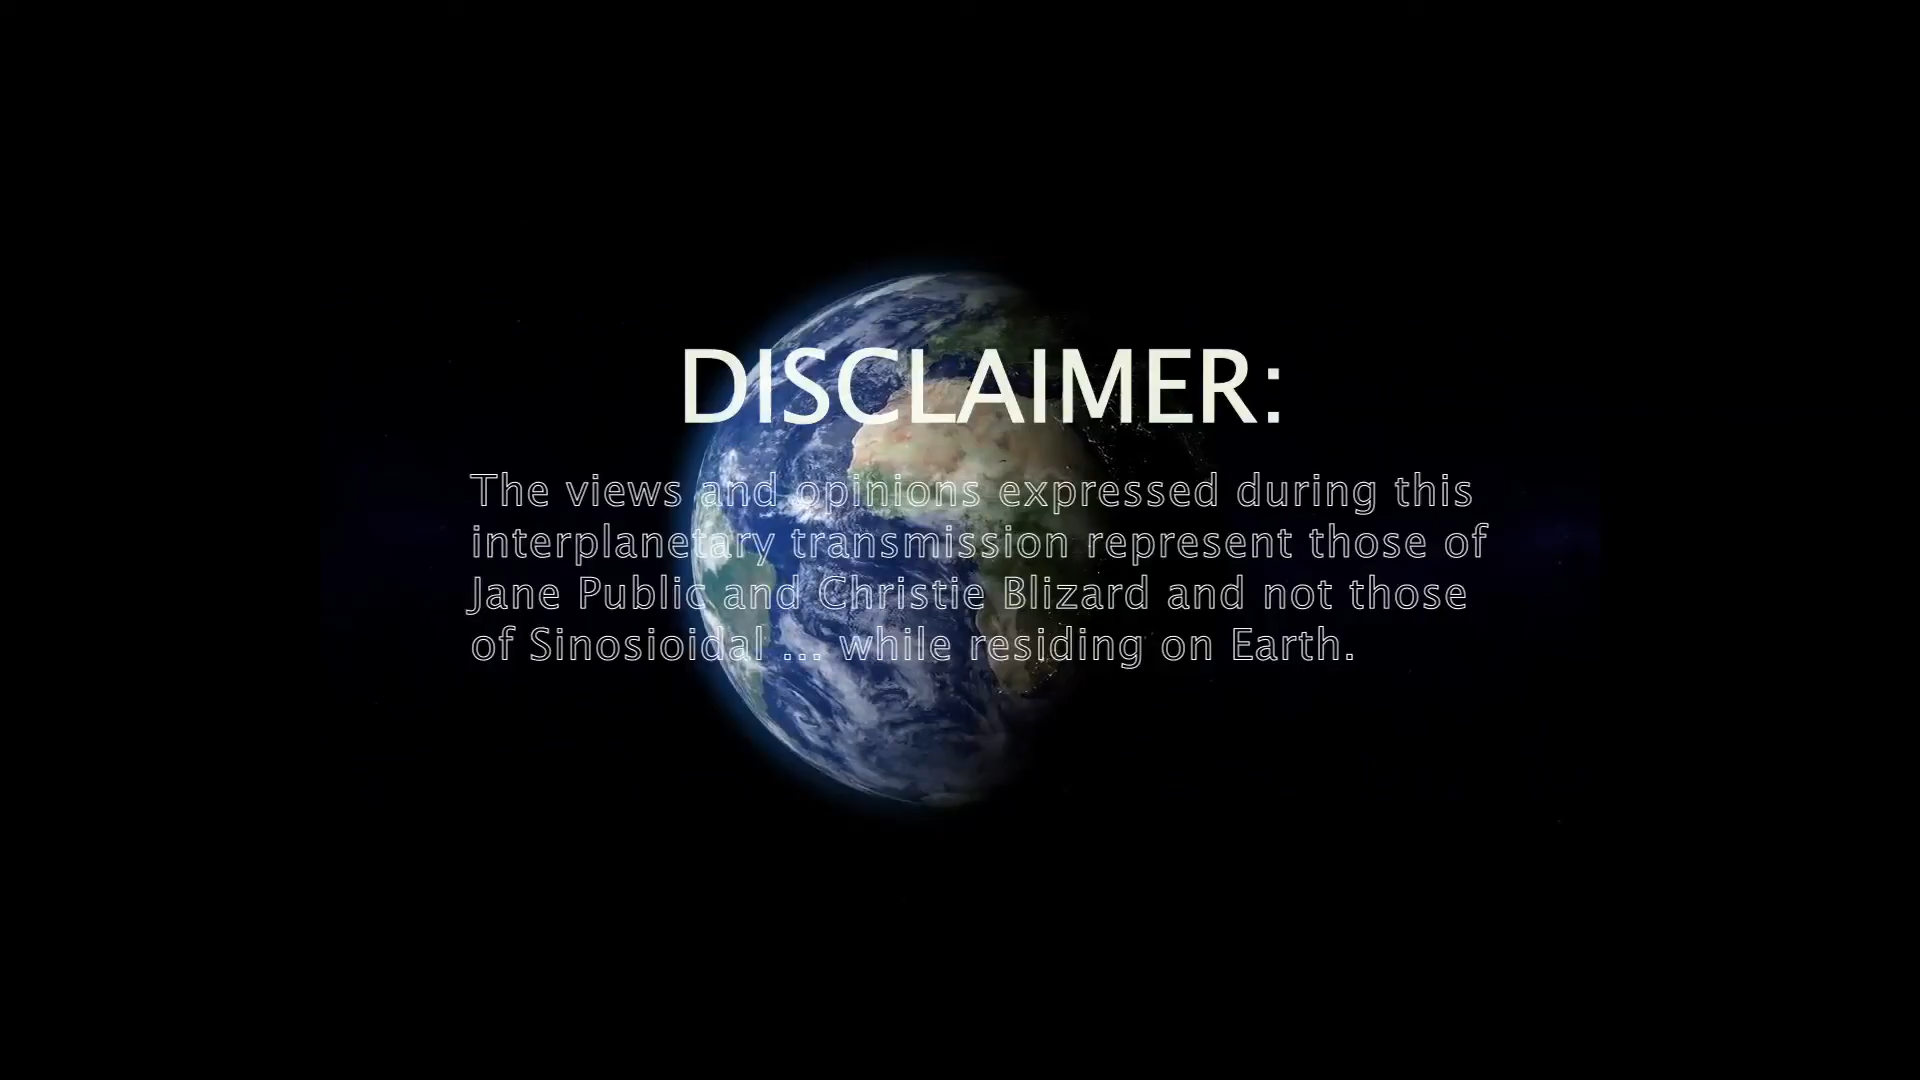 DISCLAIMER:
The views and opinions expressed during this
interplanetary transmission represent those of
Jane Public and Christie Blizard and not those
of Sinosioidal ... while residing on Earth.